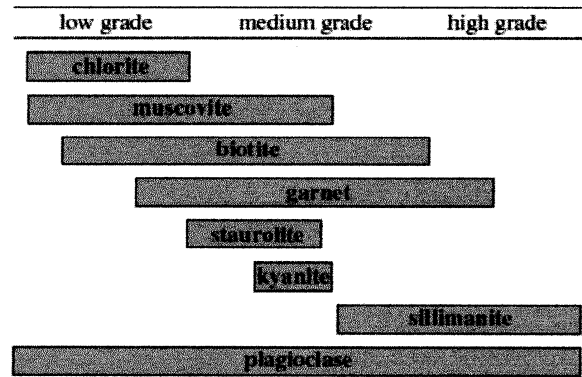 low grade medium grade high grade
chlorite
muscovite
biotite
garnet
staurolite
kyanite
sillimanite
plagioclase